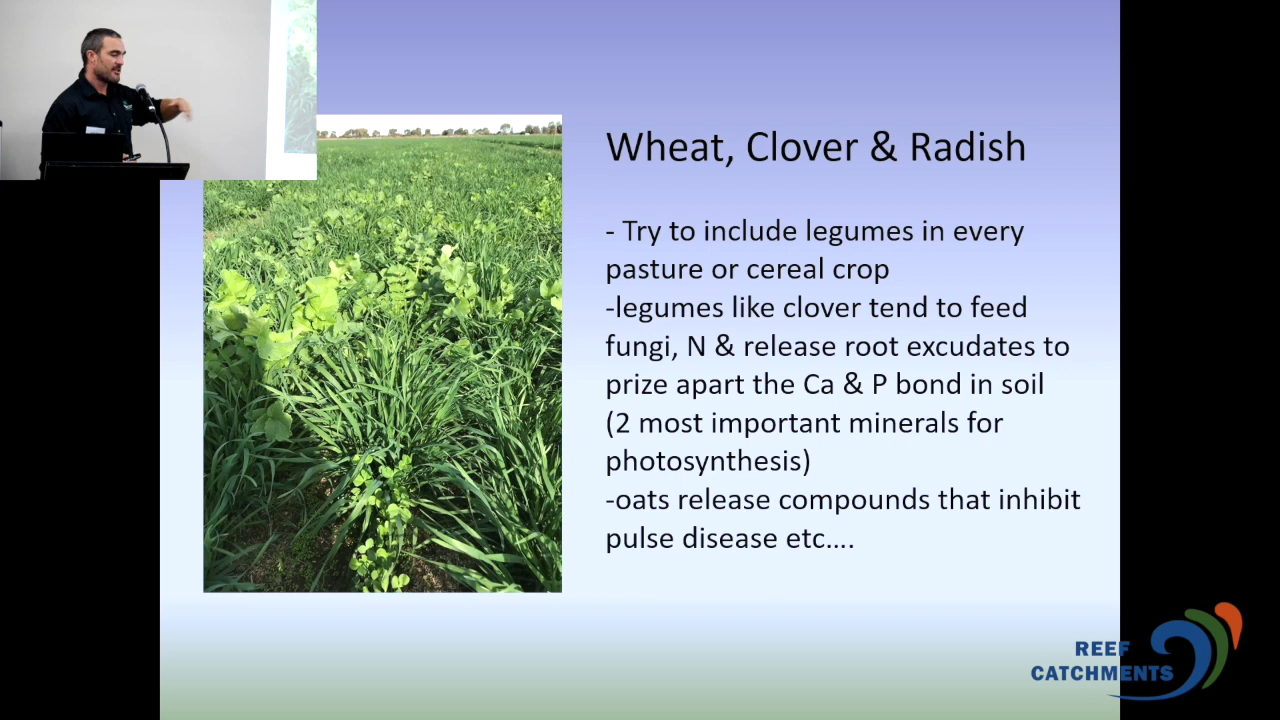 Wheat, Clover & Radish
- Try to include legumes in every
pasture or cereal crop
-legumes like clover tend to feed
fungi, N & release root excudates to
prize apart the Ca & P bond in soil
(2 most important minerals for
photosynthesis)
-oats release compounds that inhibit
pulse disease etc....
REEF
CATCHMENTS